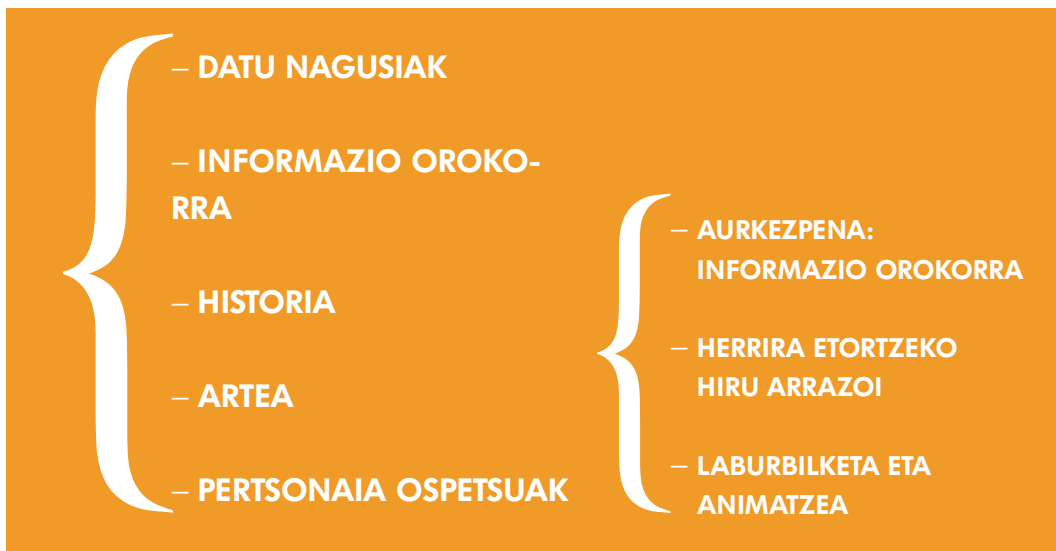 – DATU NAGUSIAK
– INFORMAZIO OROKO-
RRA
– HISTORIA
– ARTEA
– PERTSONAIA OSPETSUAK
– AURKEZPENA:
INFORMAZIO OROKORRA
– HERRIRA ETORTZEKO
HIRU ARRAZOI
– LABURBILKETA ETA
ANIMATZEA